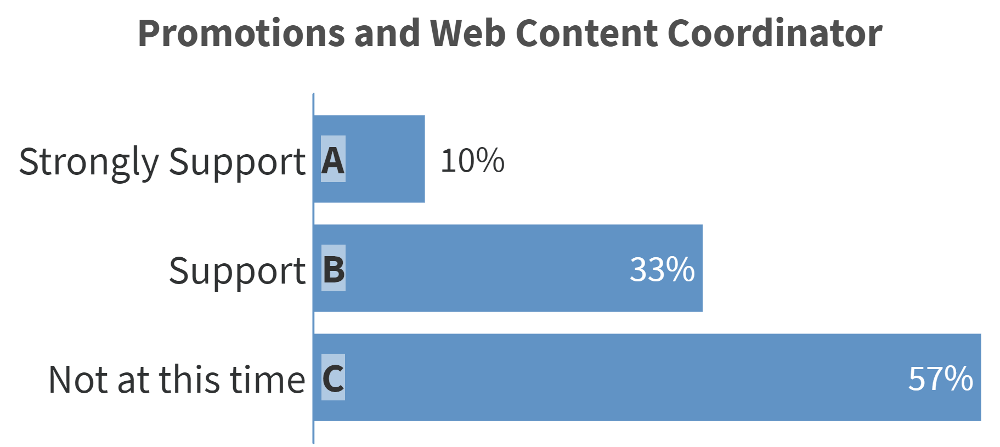 Promotions and Web Content Coordinator
Strongly Support A 10%
Support B 33%
Not at this time C 57%